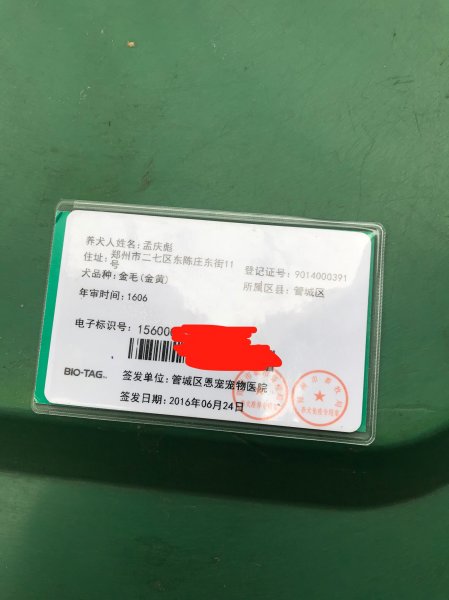 养犬人姓名:孟庆彪
住址:郑州市二七区东陈庄东街11号
登记证号:9014000391
犬品种:金毛(金黄)
所属区县:管城区
年审时间:1606
电子标识号:15600
BIO-TAG
签发单位:管城区恩宠宠物医院
签发日期:2016年06月24日